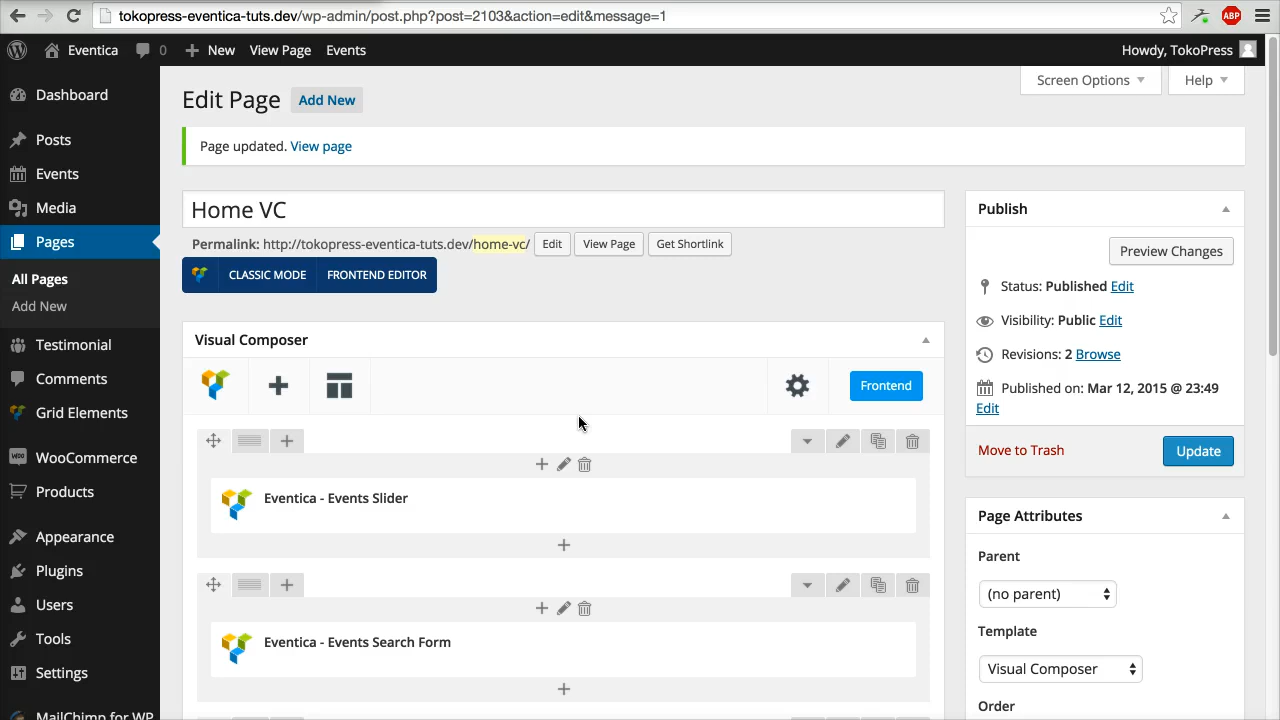 tokopress-eventica-tuts.dev/wp-admin/post.php?post=2103&action=edit&message=1
ABP
Eventica
0
New
View Page
Events
Howdy, TokoPress
Dashboard
Posts
Events
Media
Pages
All Pages
Add New
Testimonial
Comments
Grid Elements
WooCommerce
Products
Appearance
Plugins
Users
Tools
Settings
MailChimp for WP
Screen Options
Help
Edit Page
Add New
Page updated. View page
Home VC
Permalink: http://tokopress-eventica-tuts.dev/home-vc/
Edit
View Page
Get Shortlink
CLASSIC MODE
FRONTEND EDITOR
Visual Composer
Frontend
Eventica - Events Slider
Eventica - Events Search Form
Publish
Preview Changes
Status: Published Edit
Visibility: Public Edit
Revisions: 2 Browse
Published on: Mar 12, 2015 @ 23:49
Edit
Move to Trash
Update
Page Attributes
Parent
(no parent)
Template
Visual Composer
Order